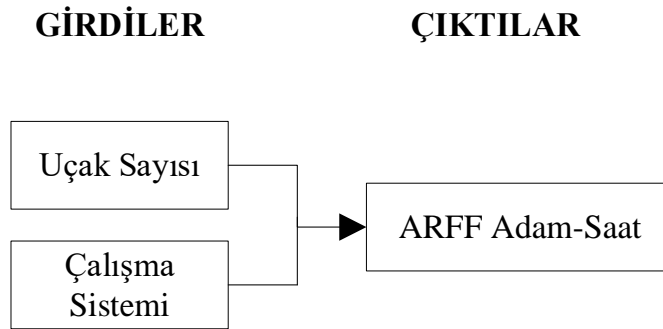 GİRDİLER
ÇIKTILAR
Uçak Sayısı
Çalışma
Sistemi
ARFF Adam-Saat